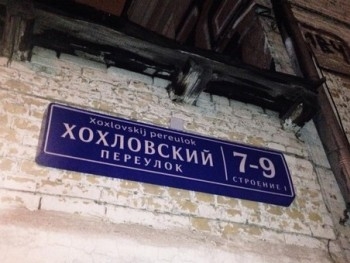 Xoxlovskij pereulok
ХОХЛОВСКИЙ
ПЕРЕУЛОК
7-9
СТРОЕНИЕ 1